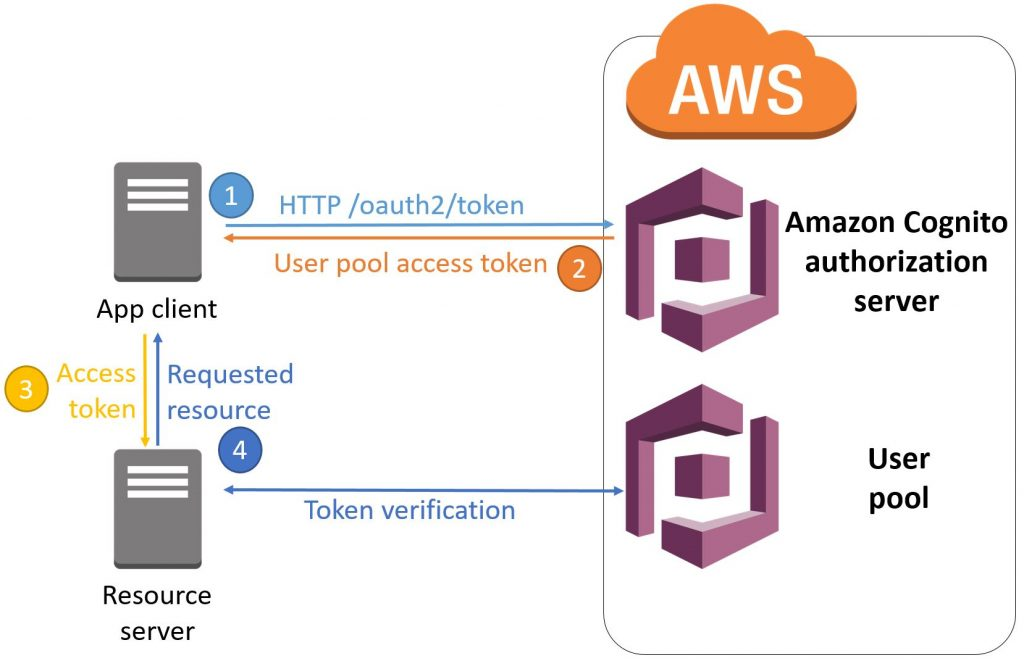 AWS
1
HTTP /oauth2/token
User pool access token
2
Amazon Cognito
authorization
server
App client
3
Access
token
Requested
resource
4
Token verification
User
pool
Resource
server